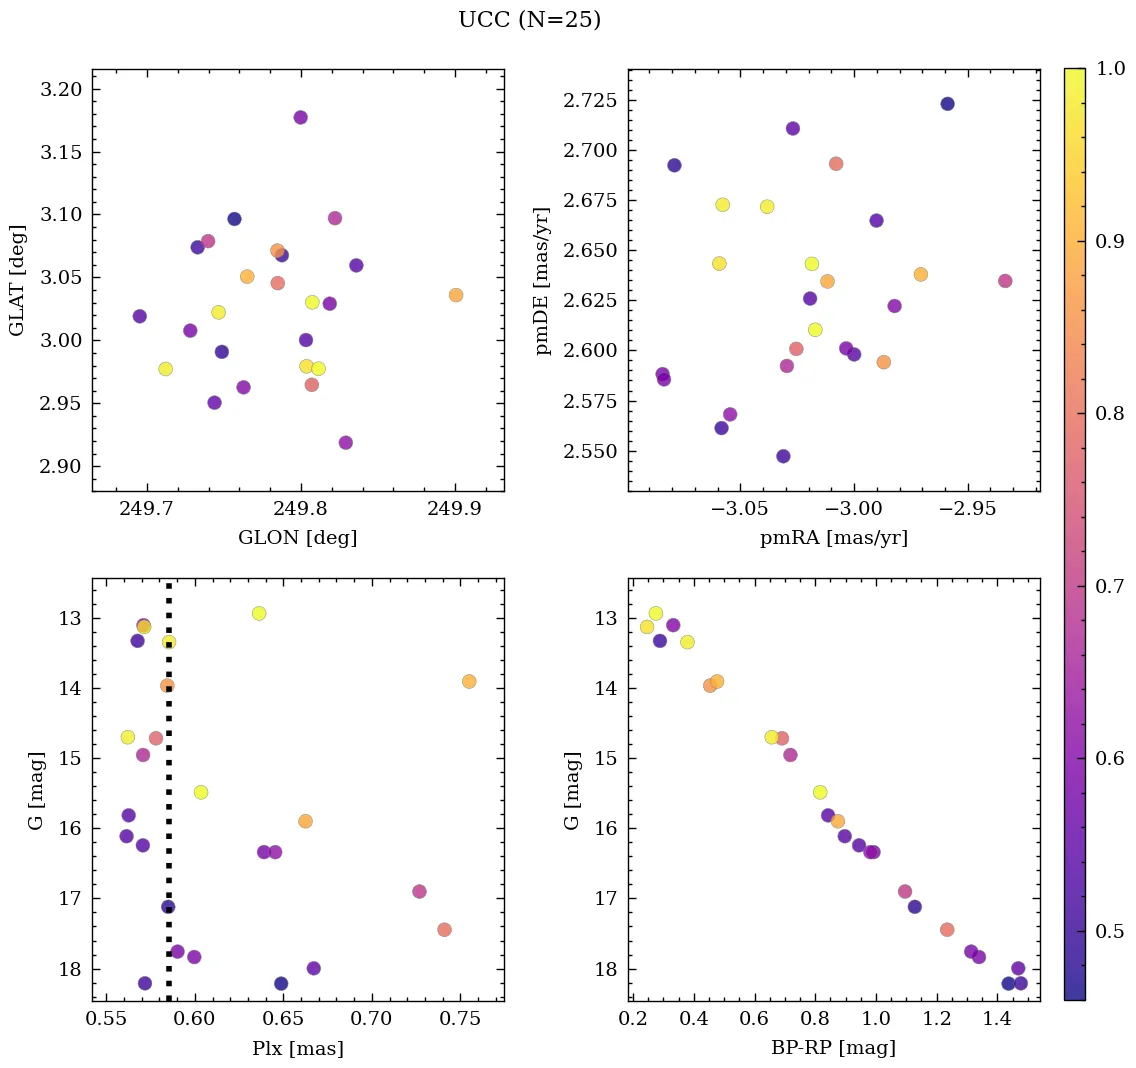 UCC (N=25)
3.20
3.15
3.10
3.05
3.00
2.95
2.90
GLAT [deg]
249.7 249.8 249.9
GLON [deg]
2.725
2.700
2.675
2.650
2.625
2.600
2.575
2.550
pmDE [mas/yr]
−3.05 −3.00 −2.95
pmRA [mas/yr]
13
14
15
16
17
18
G [mag]
0.55 0.60 0.65 0.70 0.75
Plx [mas]
13
14
15
16
17
18
G [mag]
0.2 0.4 0.6 0.8 1.0 1.2 1.4
BP-RP [mag]
1.0
0.9
0.8
0.7
0.6
0.5